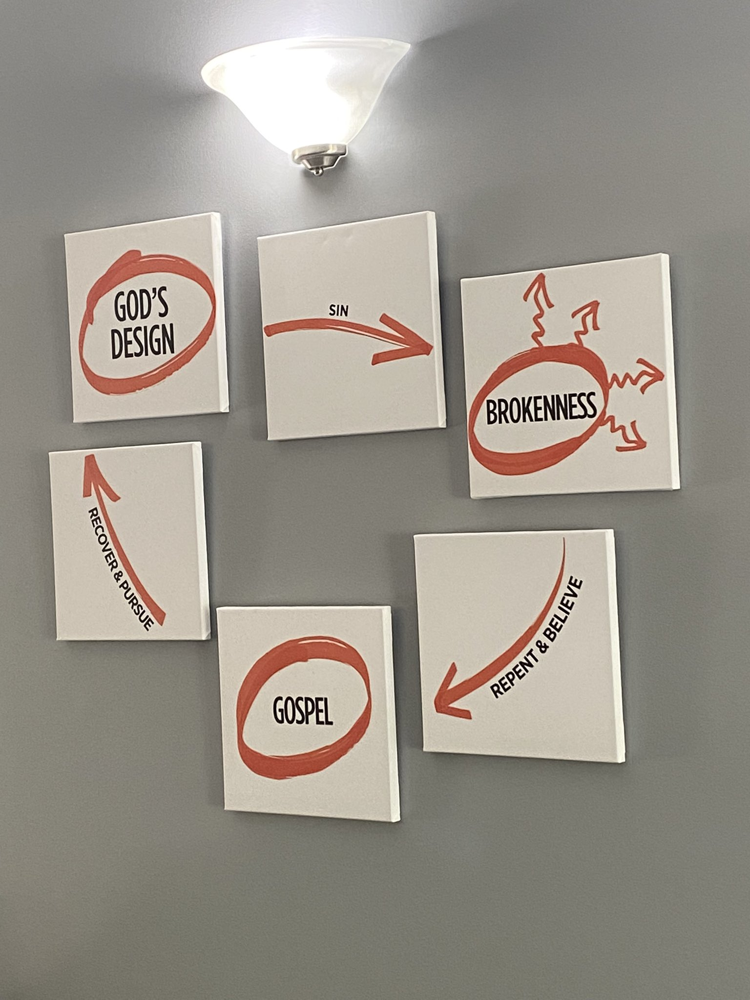 GOD'S
DESIGN
SIN
BROKENNESS
RECOVER & PURSUE
REPENT & BELIEVE
GOSPEL